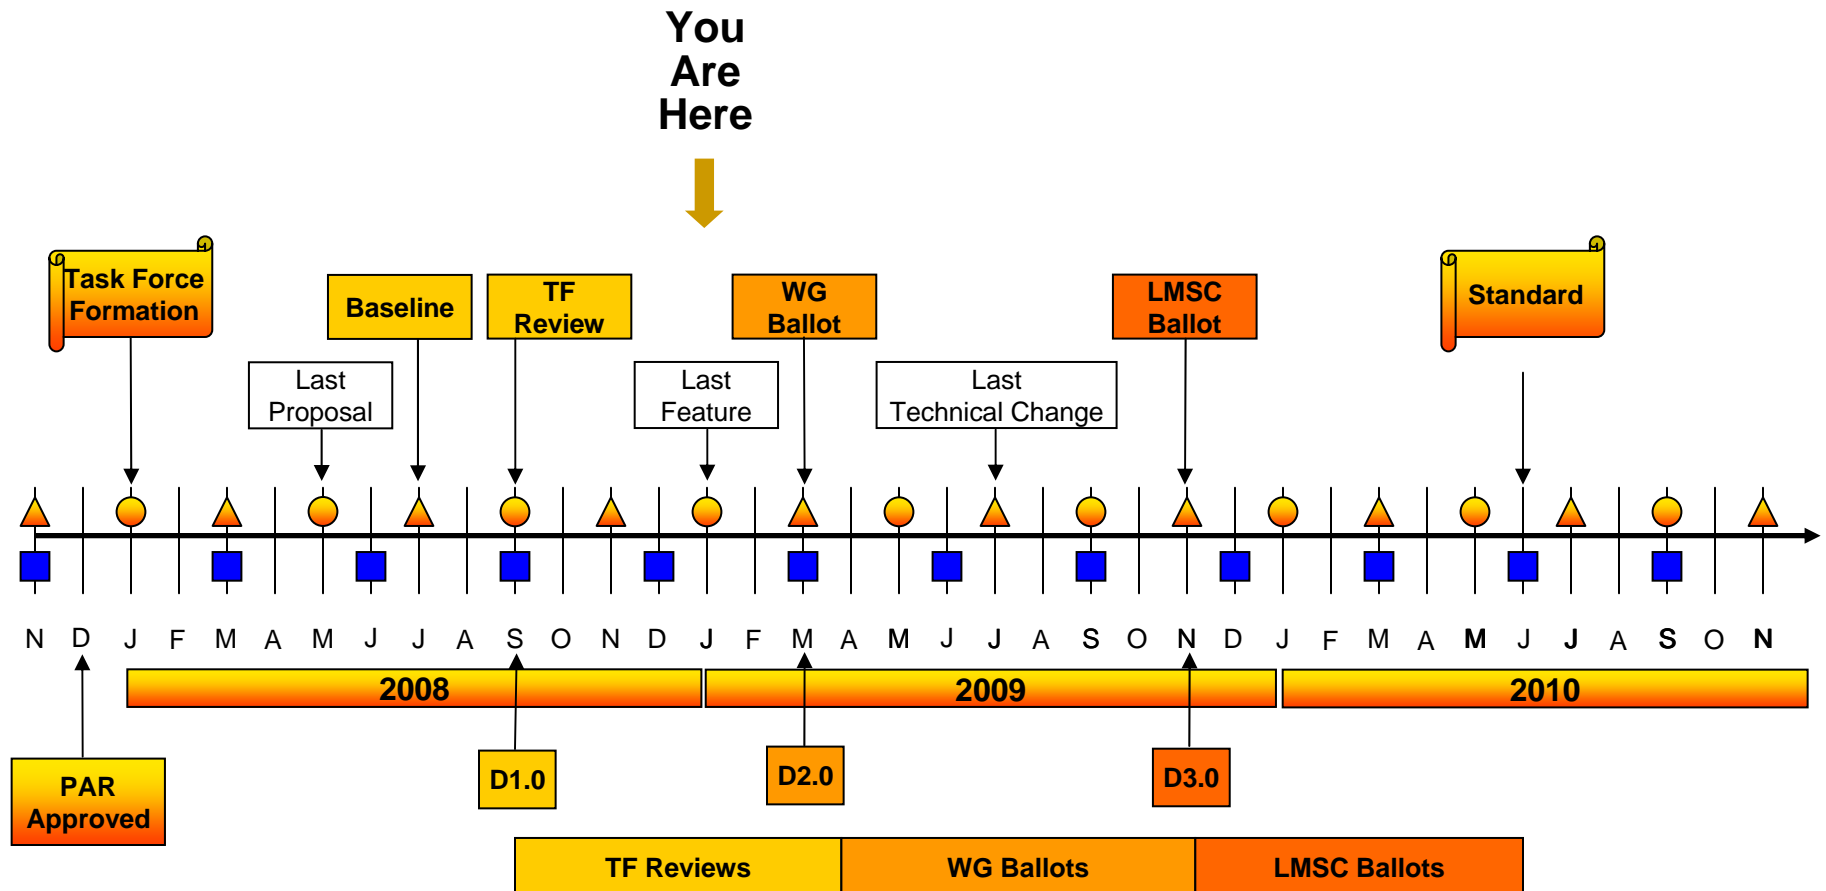 You
Are
Here
Task Force
Formation
Baseline
TF
Review
WG
Ballot
LMSC
Ballot
Standard
Last
Proposal
Last
Feature
Last
Technical Change
N D J F M A M J J A S O N D J F M A M J J A S O N D J F M A M J J A S O N
2008 2009 2010
PAR
Approved
D1.0
D2.0
D3.0
TF Reviews
WG Ballots
LMSC Ballots